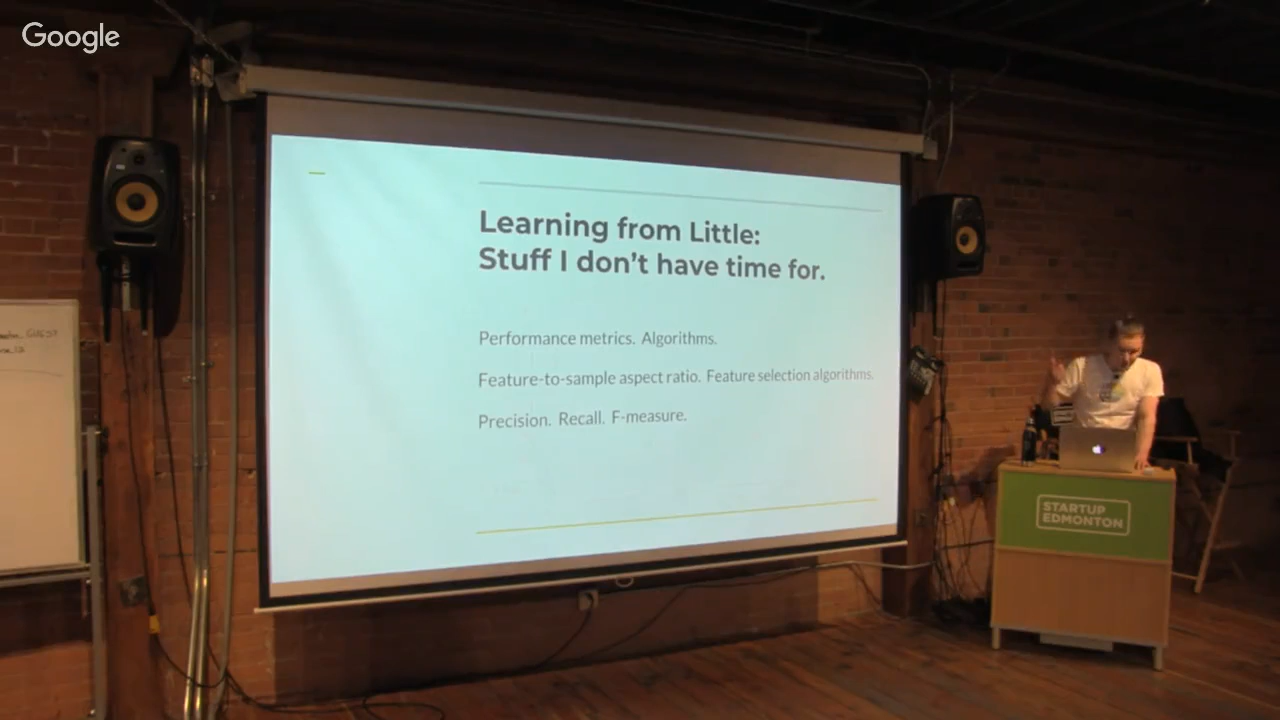 Google
Learning from Little:
Stuff I don't have time for.
Performance metrics. Algorithms.
Feature-to-sample aspect ratio. Feature selection algorithms.
Precision. Recall. F-measure.
STARTUP
EDMONTON